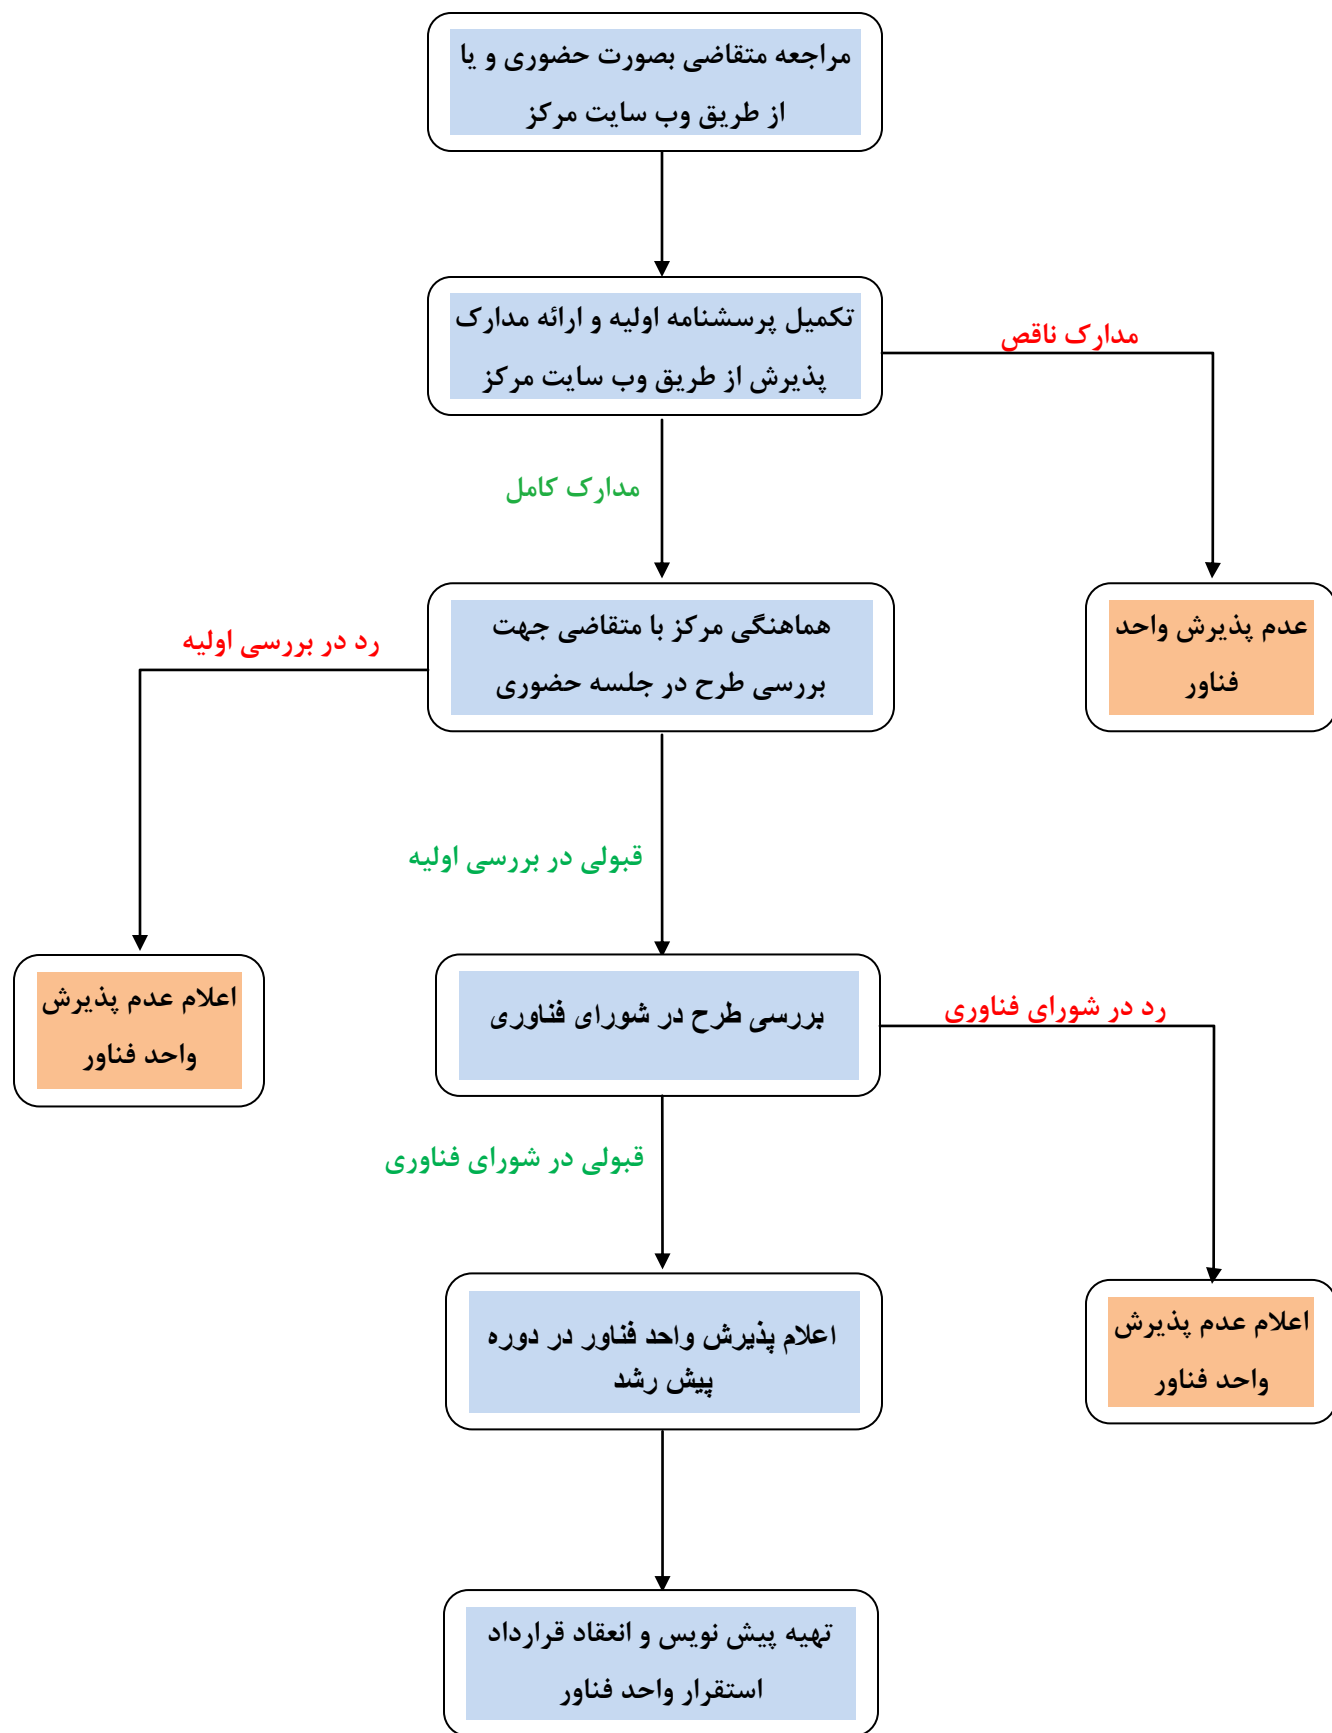 مراجعه متقاضی بصورت حضوری و یا
از طریق وب سایت مرکز
تکمیل پرسشنامه اولیه و ارائه مدارک
پذیرش از طریق وب سایت مرکز
مدارک ناقص
مدارک کامل
هماهنگی مرکز با متقاضی جهت
بررسی طرح در جلسه حضوری
عدم پذیرش واحد
فناور
رد در بررسی اولیه
قبولی در بررسی اولیه
بررسی طرح در شورای فناوری
رد در شورای فناوری
اعلام عدم پذیرش
واحد فناور
قبولی در شورای فناوری
اعلام پذیرش واحد فناور در دوره
پیش رشد
اعلام عدم پذیرش
واحد فناور
تهیه پیش نویس و انعقاد قرارداد
استقرار واحد فناور